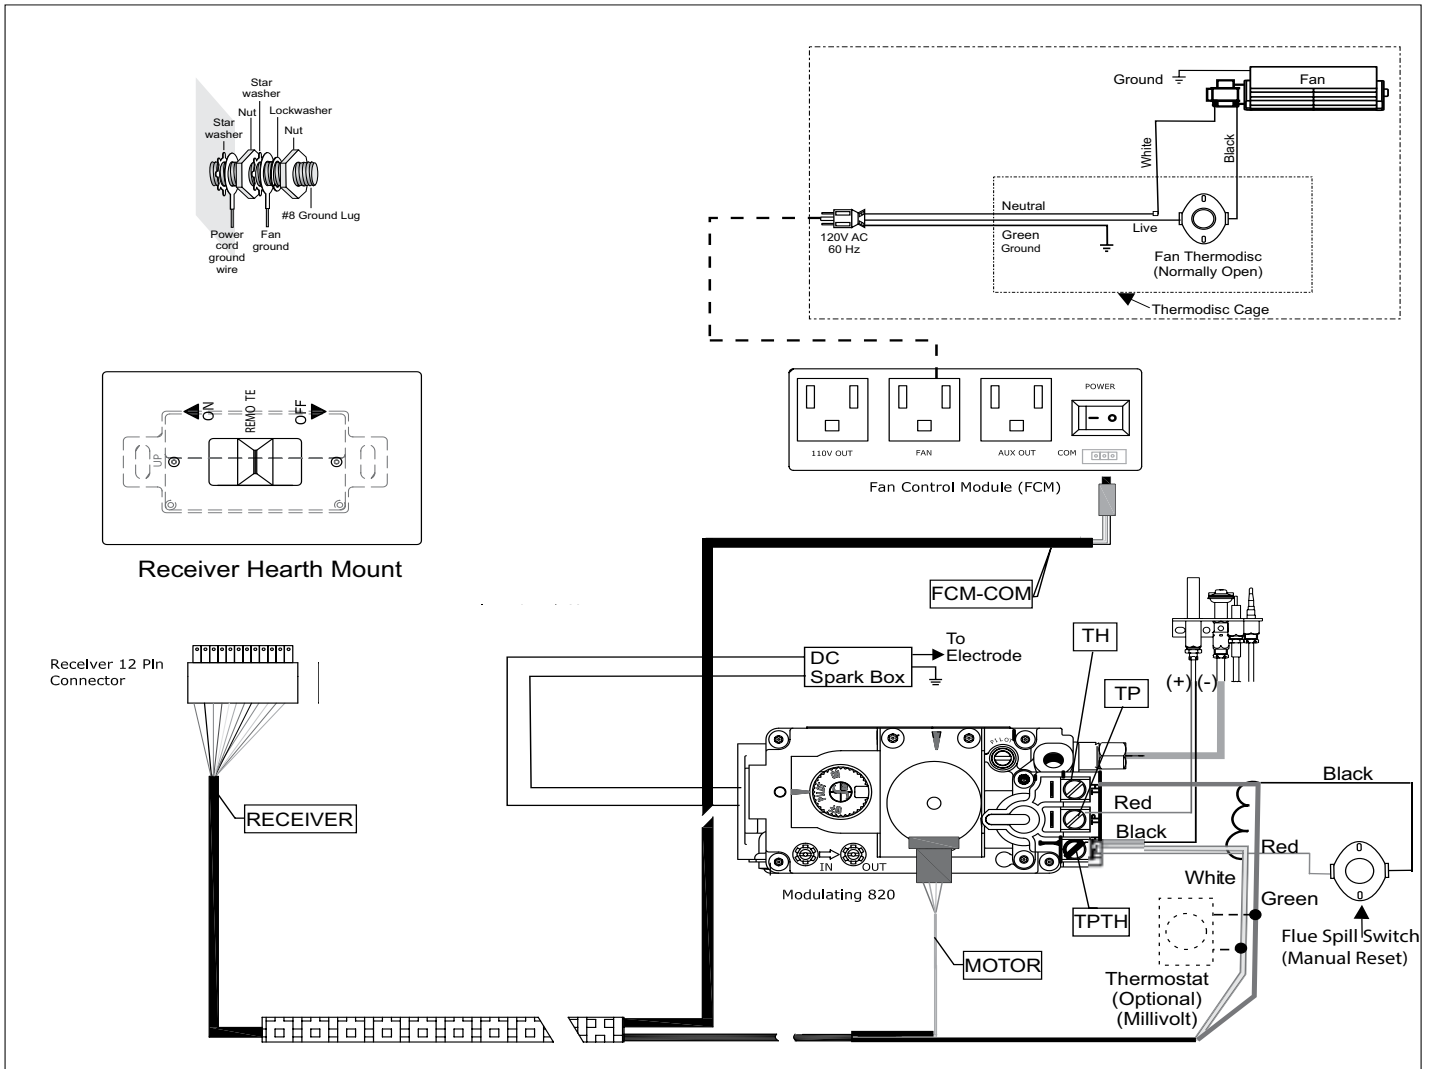 Star
washer
Nut
Lockwasher
Star
washer
Nut
#8 Ground Lug
Power
cord
ground
wire
Fan
ground
Ground
Fan
White
Black
Neutral
Live
120V AC
60 Hz
Green
Ground
Fan Thermodisc
(Normally Open)
Thermodisc Cage
ON
REMO TE
OFF
UP
Receiver Hearth Mount
POWER
110V OUT
FAN
AUX OUT
COM
Fan Control Module (FCM)
FCM-COM
Receiver 12 Pin
Connector
RECEIVER
DC
Spark Box
To
Electrode
TH
TP
(+)
(-)
PILOT
IN
OUT
Modulating 820
Red
Black
Black
Red
White
Green
TPTH
MOTOR
Thermostat
(Optional)
(Millivolt)
Flue Spill Switch
(Manual Reset)